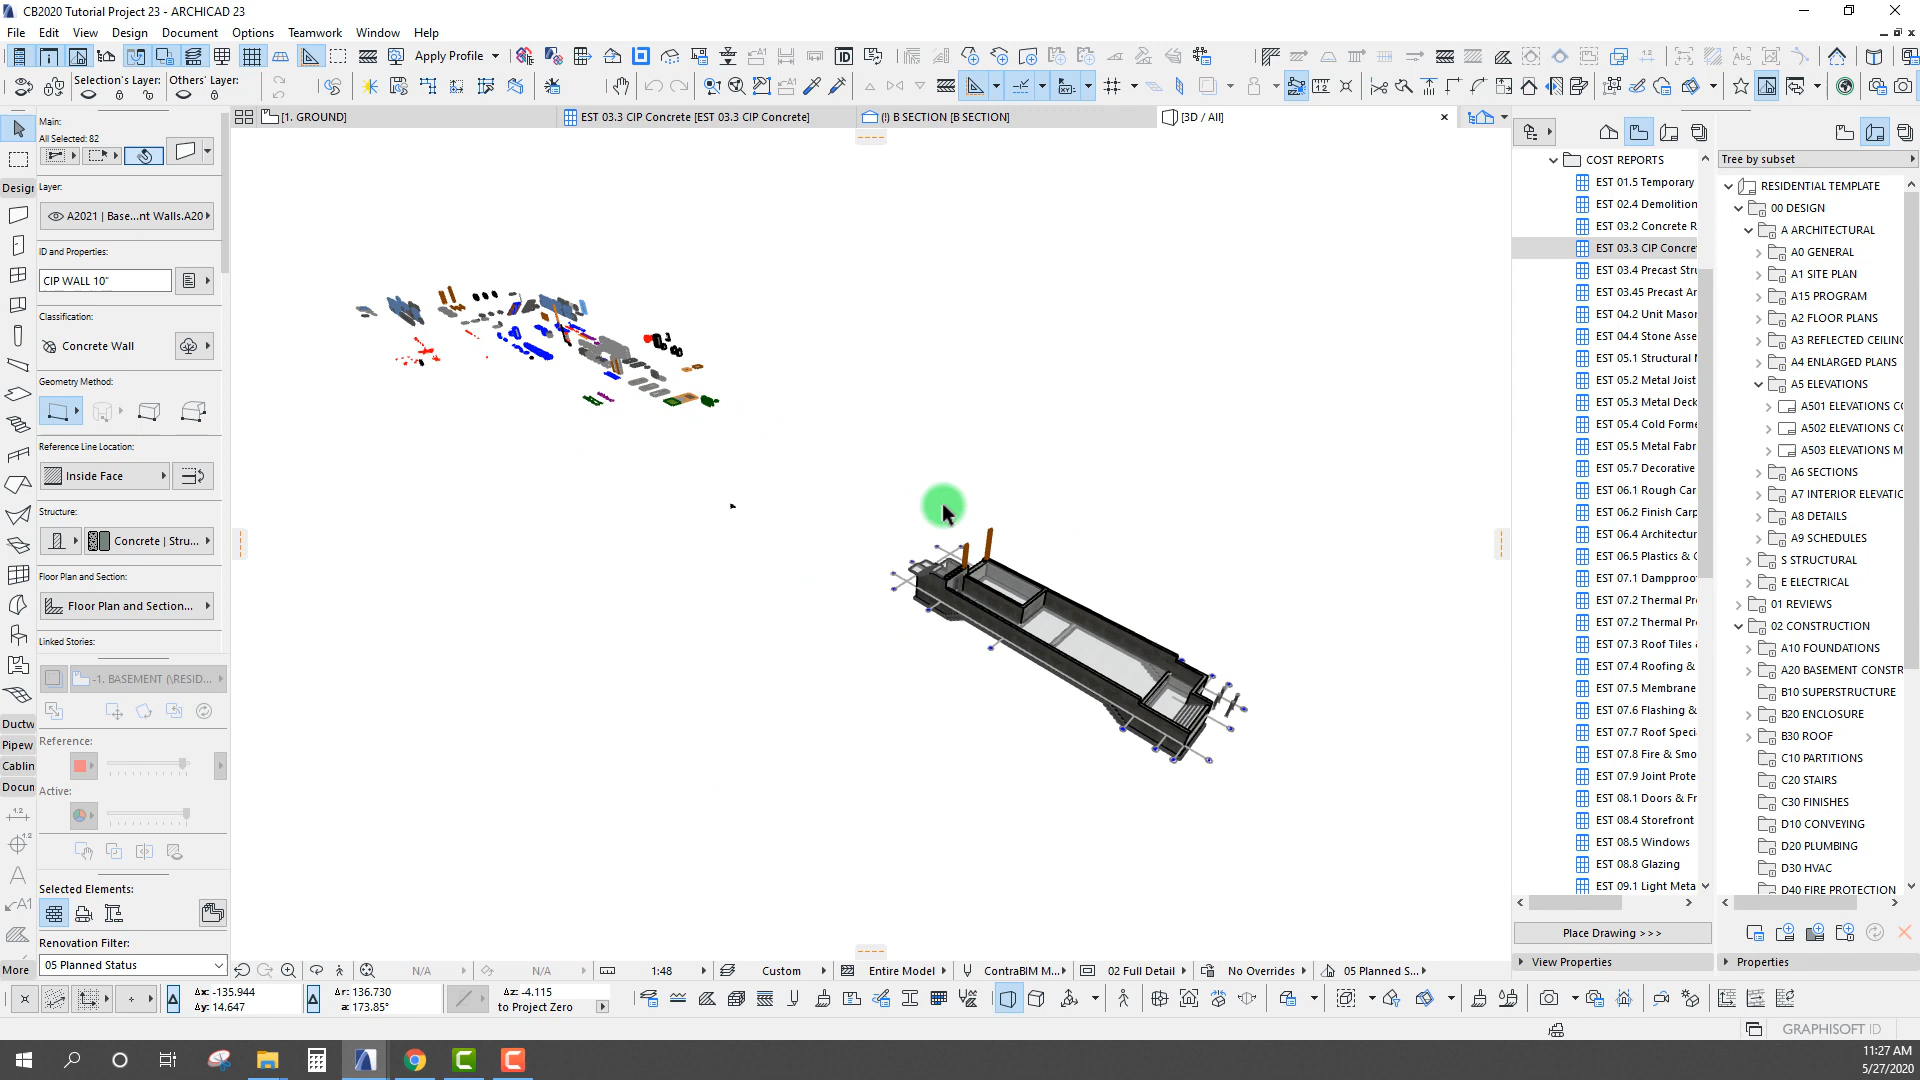 CB2020 Tutorial Project 23 - ARCHICAD 23
File Edit View Design Document Options Teamwork Window Help
Apply Profile
Selection's Layer: Others' Layer:
[1. GROUND] EST 03.3 CIP Concrete [EST 03.3 CIP Concrete] (!) B SECTION [B SECTION] [3D / All]
Main:
All Selected: 82
Design
Layer:
A2021 | Base...nt Walls.A20
ID and Properties:
CIP WALL 10"
Classification:
Concrete Wall
Geometry Method:
Reference Line Location:
Inside Face
Structure:
Concrete | Stru...
Floor Plan and Section:
Floor Plan and Section...
Linked Stories:
-1. BASEMENT (\RESID...
Ductw
Reference:
Pipew
Cablin
Docum
Active:
Selected Elements:
Renovation Filter:
05 Planned Status
More
N/A N/A 1:48 Custom Entire Model ContraBIM M... 02 Full Detail No Overrides 05 Planned S...
Δx: -135.944
Δy: 14.647
Δr: 136.730
a: 173.85°
Δz: -4.115
to Project Zero
COST REPORTS
EST 01.5 Temporary
EST 02.4 Demolition
EST 03.2 Concrete R
EST 03.3 CIP Concre
EST 03.4 Precast Stru
EST 03.45 Precast Ar
EST 04.2 Unit Mason
EST 04.4 Stone Asse
EST 05.1 Structural M
EST 05.2 Metal Joist
EST 05.3 Metal Deck
EST 05.4 Cold Forme
EST 05.5 Metal Fabr
EST 05.7 Decorative
EST 06.1 Rough Car
EST 06.2 Finish Carp
EST 06.4 Architectur
EST 06.5 Plastics & C
EST 07.1 Dampproo
EST 07.2 Thermal Pr
EST 07.2 Thermal Pr
EST 07.3 Roof Tiles &
EST 07.4 Roofing &
EST 07.5 Membrane
EST 07.6 Flashing &
EST 07.7 Roof Speci
EST 07.8 Fire & Smo
EST 07.9 Joint Prote
EST 08.1 Doors & Fr
EST 08.4 Storefront
EST 08.5 Windows
EST 08.8 Glazing
EST 09.1 Light Meta
Place Drawing >>>
View Properties
Tree by subset
RESIDENTIAL TEMPLATE
00 DESIGN
A ARCHITECTURAL
A0 GENERAL
A1 SITE PLAN
A15 PROGRAM
A2 FLOOR PLANS
A3 REFLECTED CEILING
A4 ENLARGED PLANS
A5 ELEVATIONS
A501 ELEVATIONS CO
A502 ELEVATIONS CO
A503 ELEVATIONS M
A6 SECTIONS
A7 INTERIOR ELEVATIO
A8 DETAILS
A9 SCHEDULES
S STRUCTURAL
E ELECTRICAL
01 REVIEWS
02 CONSTRUCTION
A10 FOUNDATIONS
A20 BASEMENT CONSTR
B10 SUPERSTRUCTURE
B20 ENCLOSURE
B30 ROOF
C10 PARTITIONS
C20 STAIRS
C30 FINISHES
D10 CONVEYING
D20 PLUMBING
D30 HVAC
D40 FIRE PROTECTION
Properties
GRAPHISOFT ID
11:27 AM
5/27/2020